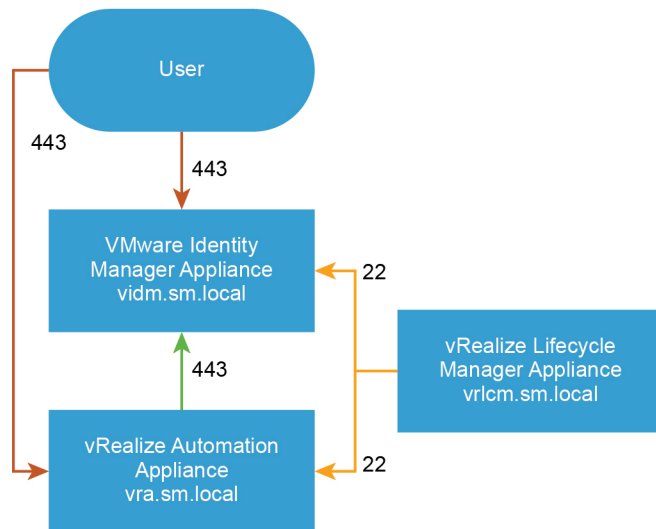 User
443
443
VMware Identity
Manager Appliance
vidm.sm.local
22
vRealize Lifecycle
Manager Appliance
vrlcm.sm.local
443
vRealize Automation
Appliance
vra.sm.local
22